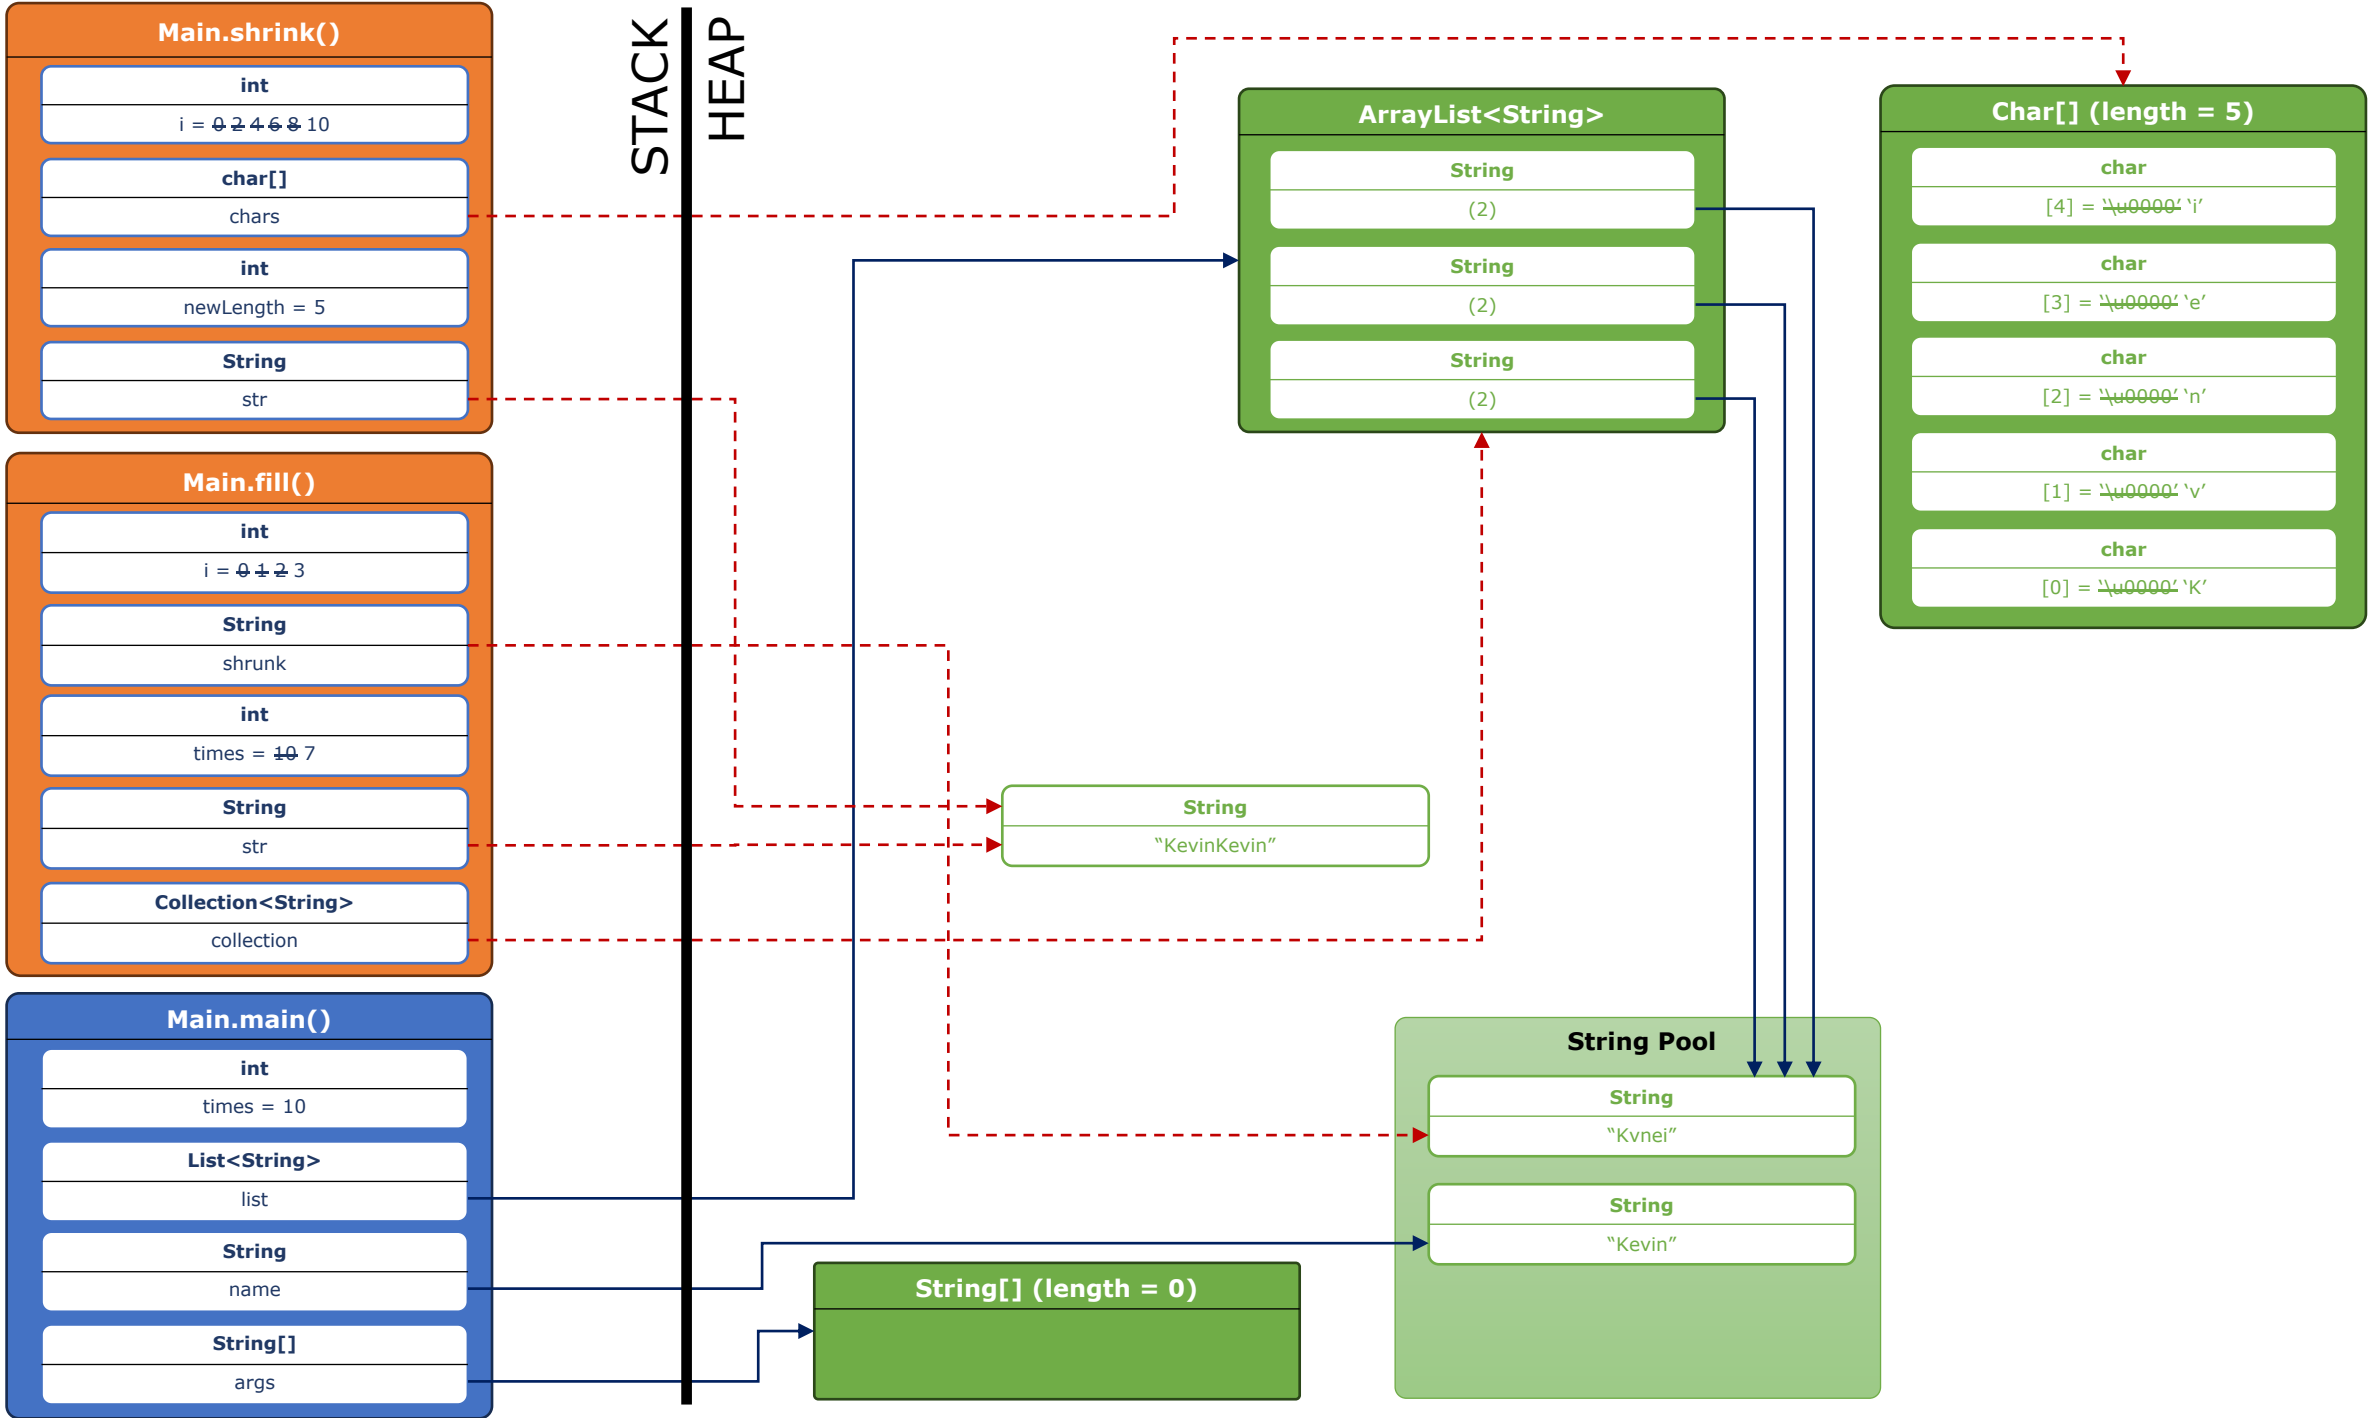 Main.shrink()
int
i = 0 2 4 6 8 10
char[]
chars
int
newLength = 5
String
str
Main.fill()
int
i = 0 1 2 3
String
shrunk
int
times = 10 7
String
str
Collection<String>
collection
Main.main()
int
times = 10
List<String>
list
String
name
String[]
args
STACK
HEAP
ArrayList<String>
String
(2)
String
(2)
String
(2)
Char[] (length = 5)
char
[4] = ‘\u0000’ ‘i’
char
[3] = ‘\u0000’ ‘e’
char
[2] = ‘\u0000’ ‘n’
char
[1] = ‘\u0000’ ‘v’
char
[0] = ‘\u0000’ ‘K’
String
“KevinKevin”
String Pool
String
“Kvnei”
String
“Kevin”
String[] (length = 0)